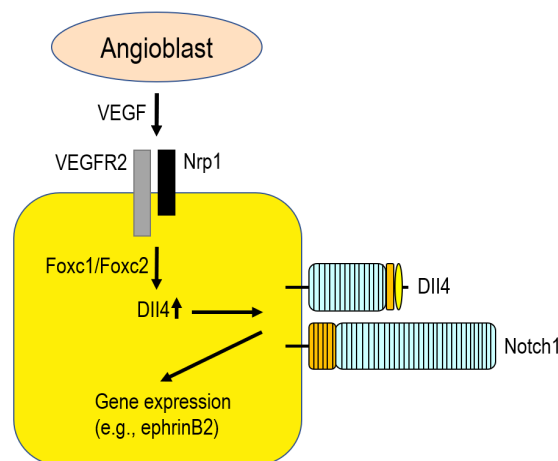 Angioblast
VEGF
VEGFR2
Nrp1
Foxc1/Foxc2
Dll4
Dll4
Notch1
Gene expression
(e.g., ephrinB2)